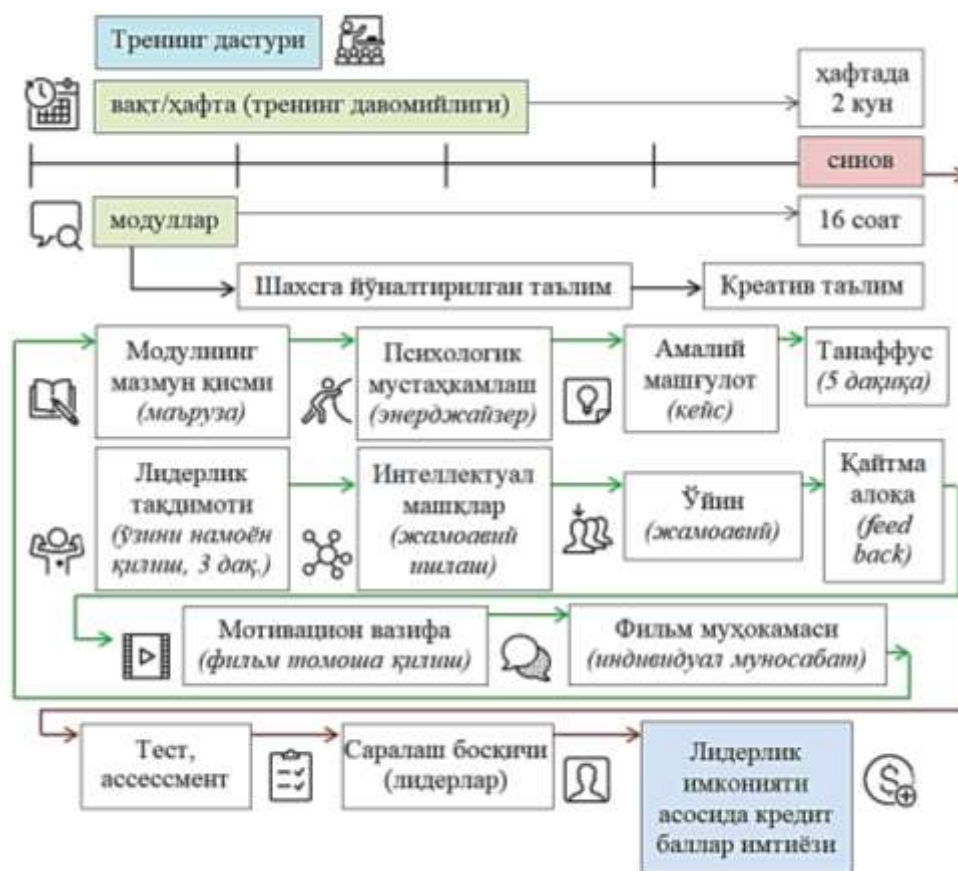 Тренинг дастури
вақт/ҳафта (тренинг давомийлиги)
ҳафтада
2 кун
синов
модуллар
16 соат
Шахсга йўналтирилган таълим
Креатив таълим
Модулнинг
мазмун қисми
(маъруза)
Психологик
мустаҳкамлаш
(энерджайзер)
Амалий
машғулот
(кейс)
Танаффус
(5 дақиқа)
Лидерлик
тақдимоти
(ўзини намоён
қилиш, 3 дақ.)
Интеллектуал
машқлар
(жамоавий
ишлаш)
Ўйин
(жамоавий)
Қайтма
алоқа
(feed
back)
Мотивацион вазифа
(фильм томоша қилиш)
Фильм муҳокамаси
(индивидуал муносабат)
Тест,
ассессмент
Саралаш босқичи
(лидерлар)
Лидерлик
имконияти
асосида кредит
баллар имтиёзи